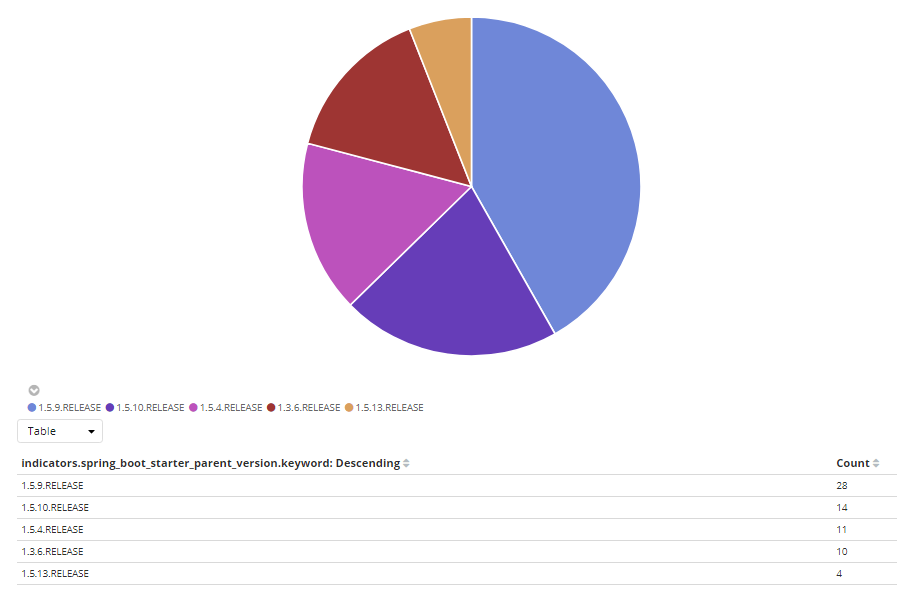 1.5.9.RELEASE 1.5.10.RELEASE 1.5.4.RELEASE 1.3.6.RELEASE 1.5.13.RELEASE
Table
indicators.spring_boot_starter_parent_version.keyword: Descending Count
1.5.9.RELEASE 28
1.5.10.RELEASE 14
1.5.4.RELEASE 11
1.3.6.RELEASE 10
1.5.13.RELEASE 4